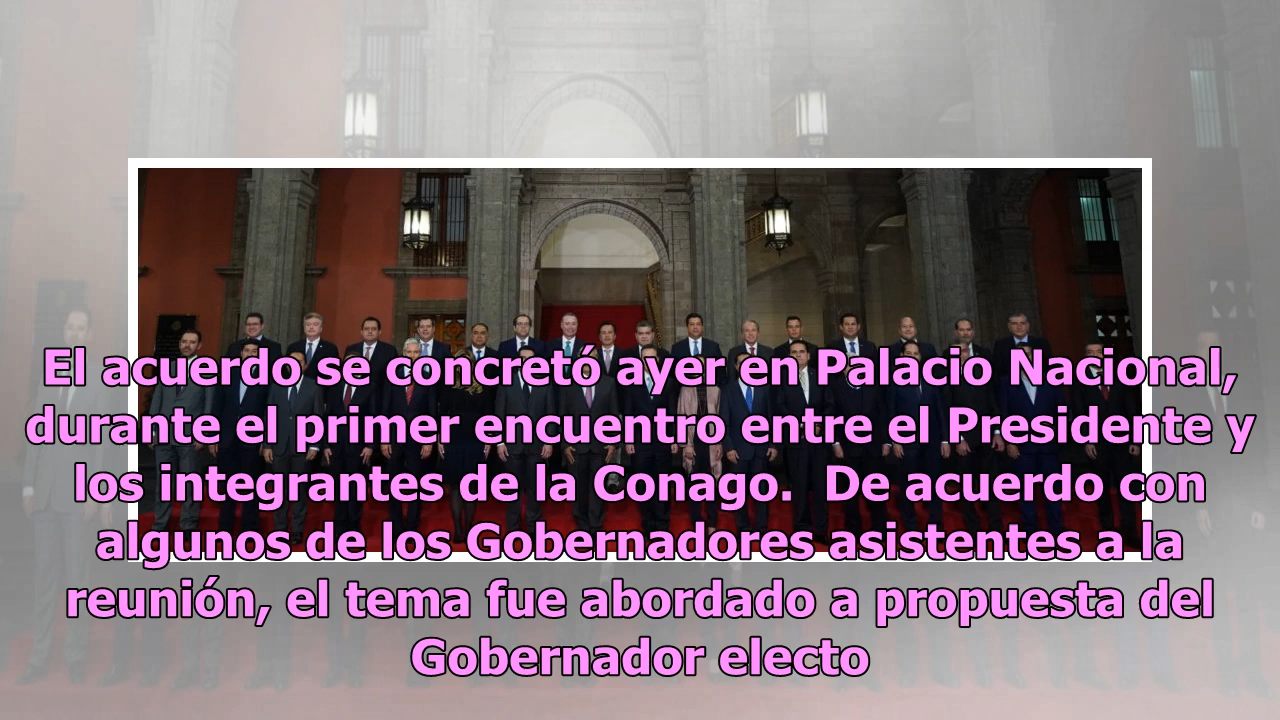 El acuerdo se concretó ayer en Palacio Nacional,
durante el primer encuentro entre el Presidente y
los integrantes de la Conago.  De acuerdo con
algunos de los Gobernadores asistentes a la
reunión, el tema fue abordado a propuesta del
Gobernador electo